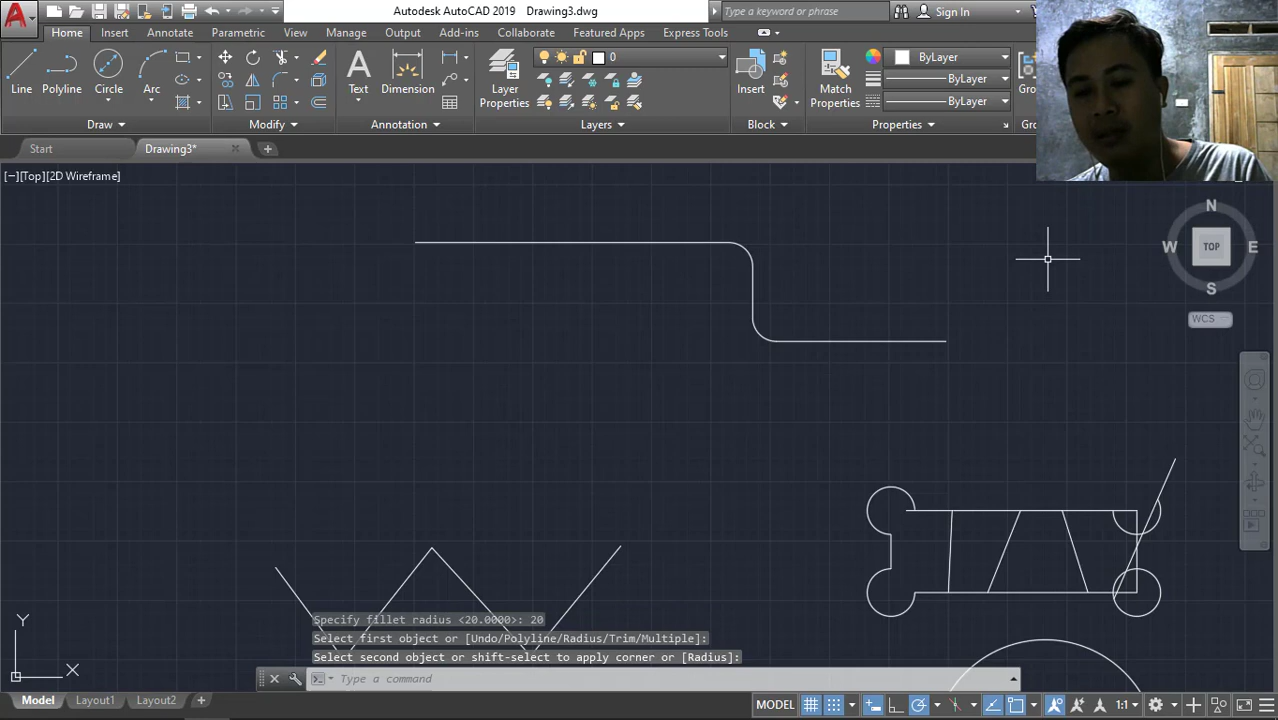 Autodesk AutoCAD 2019 Drawing3.dwg
Type a keyword or phrase
Sign In
Home Insert Annotate Parametric View Manage Output Add-ins Collaborate Featured Apps Express Tools
0
ByLayer
ByLayer
ByLayer
Line Polyline Circle Arc
Text Dimension
Layer
Properties
Insert
Match
Properties
Gro
Draw Modify Annotation Layers Block Properties
Start Drawing3*
[−][Top][2D Wireframe]
N
W TOP E
S
WCS
Specify fillet radius <20.0000>: 20
Select first object or [Undo/Polyline/Radius/Trim/Multiple]:
Select second object or shift-select to apply corner or [Radius]:
Y
X
Type a command
Model Layout1 Layout2
MODEL
1:1